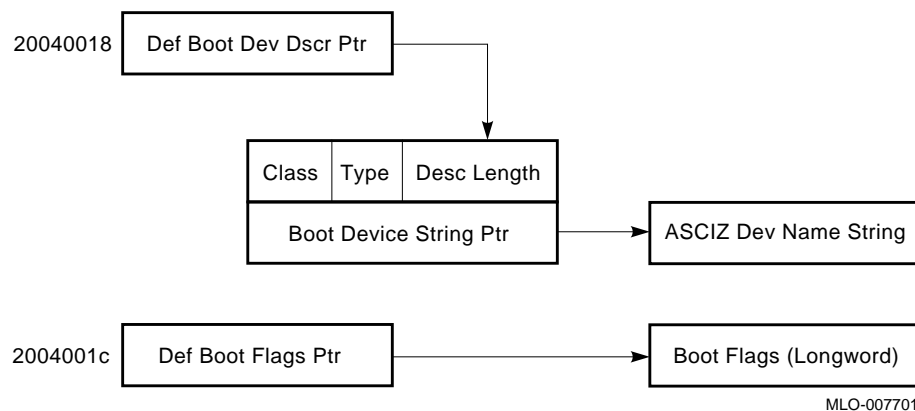 20040018 Def Boot Dev Dscr Ptr
Class Type Desc Length
Boot Device String Ptr ASCIZ Dev Name String
2004001c Def Boot Flags Ptr Boot Flags (Longword)
MLO-007701